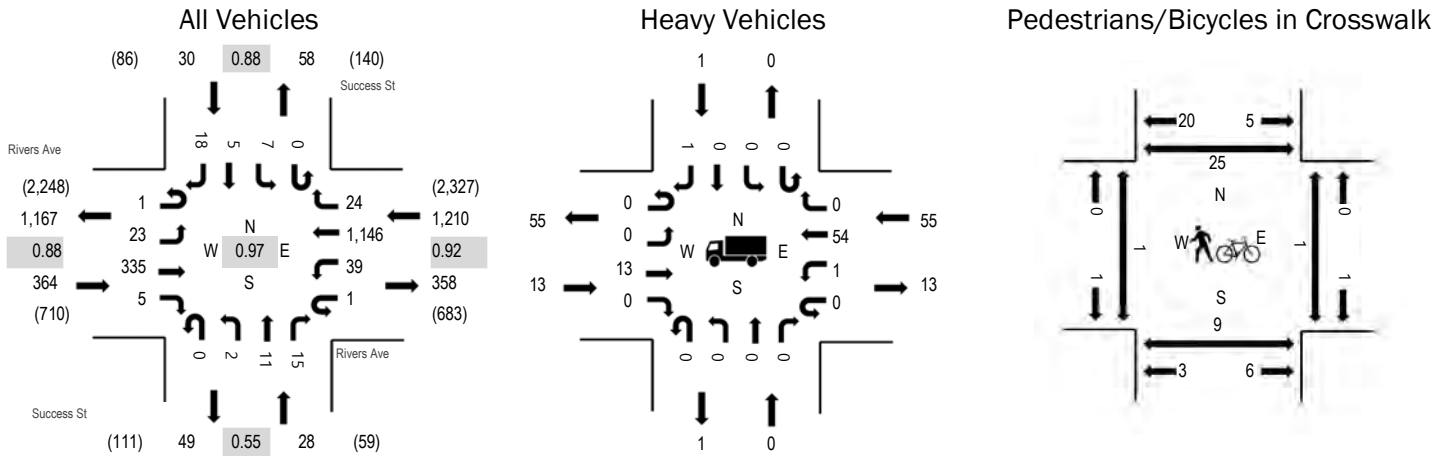 All Vehicles
Heavy Vehicles
Pedestrians/Bicycles in Crosswalk
(86) 30 0.88 58 (140)
Success St
Rivers Ave
18 5 7 0
(2,248) 1 24 (2,327)
1,167 1,210
23 N 1,146
0.88 W 0.97 E 0.92
335 S 39
364 358
5 1
(710) (683)
0 2 11 15
Rivers Ave
Success St
(111) 49 0.55 28 (59)
1 0
1 0 0 0
0 0
55 55
0 N 54
W E
13 S 1
13 13
0 0
0 0 0 0
1 0
20 5
25
N
0 0
1 W E 1
1 1
S
9
3 6